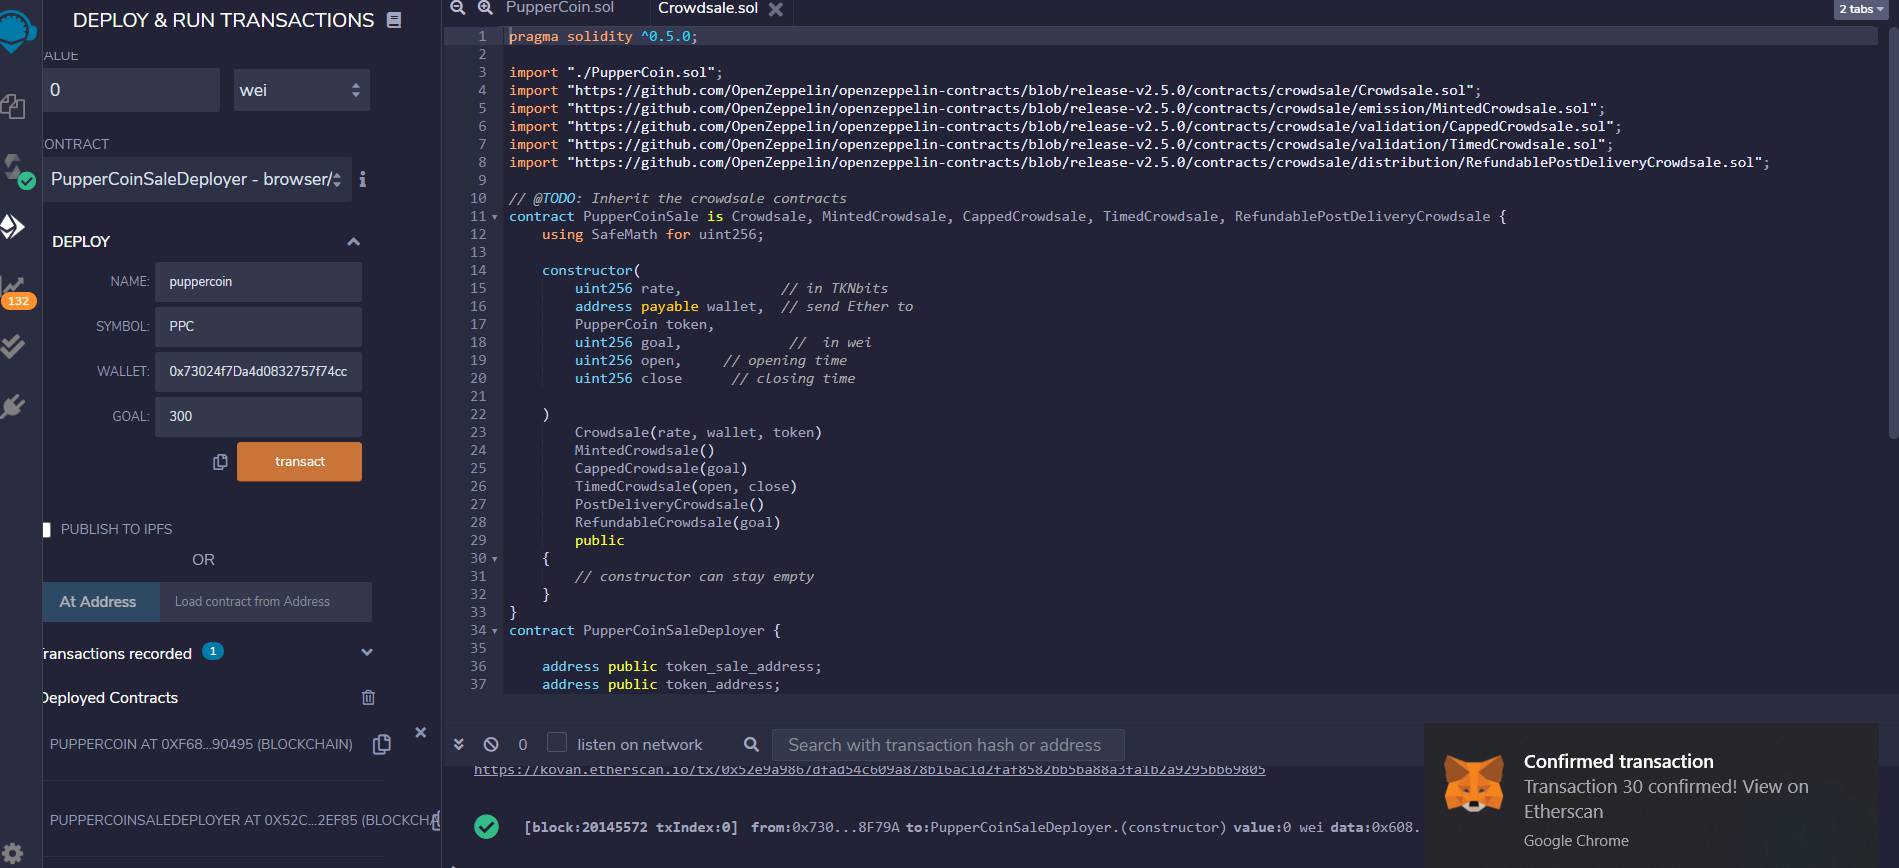 DEPLOY & RUN TRANSACTIONS
ALUE
0
wei
ONTRACT
PupperCoinSaleDeployer - browser/
DEPLOY
NAME:
puppercoin
SYMBOL:
PPC
WALLET:
0x73024f7Da4d0832757f74cc
GOAL:
300
transact
PUBLISH TO IPFS
OR
At Address
Load contract from Address
Transactions recorded
1
Deployed Contracts
PUPPERCOIN AT 0XF68...90495 (BLOCKCHAIN)
PUPPERCOINSALEDEPLOYER AT 0X52C...2EF85 (BLOCKCHA
132
PupperCoin.sol
Crowdsale.sol
2 tabs
1 pragma solidity ^0.5.0;
2
3 import "./PupperCoin.sol";
4 import "https://github.com/OpenZeppelin/openzeppelin-contracts/blob/release-v2.5.0/contracts/crowdsale/Crowdsale.sol";
5 import "https://github.com/OpenZeppelin/openzeppelin-contracts/blob/release-v2.5.0/contracts/crowdsale/emission/MintedCrowdsale.sol";
6 import "https://github.com/OpenZeppelin/openzeppelin-contracts/blob/release-v2.5.0/contracts/crowdsale/validation/CappedCrowdsale.sol";
7 import "https://github.com/OpenZeppelin/openzeppelin-contracts/blob/release-v2.5.0/contracts/crowdsale/validation/TimedCrowdsale.sol";
8 import "https://github.com/OpenZeppelin/openzeppelin-contracts/blob/release-v2.5.0/contracts/crowdsale/distribution/RefundablePostDeliveryCrowdsale.sol";
9
10 // @TODO: Inherit the crowdsale contracts
11 contract PupperCoinSale is Crowdsale, MintedCrowdsale, CappedCrowdsale, TimedCrowdsale, RefundablePostDeliveryCrowdsale {
12 using SafeMath for uint256;
13
14 constructor(
15 uint256 rate, // in TKNbits
16 address payable wallet, // send Ether to
17 PupperCoin token,
18 uint256 goal, // in wei
19 uint256 open, // opening time
20 uint256 close // closing time
21
22 )
23 Crowdsale(rate, wallet, token)
24 MintedCrowdsale()
25 CappedCrowdsale(goal)
26 TimedCrowdsale(open, close)
27 PostDeliveryCrowdsale()
28 RefundableCrowdsale(goal)
29 public
30 {
31 // constructor can stay empty
32 }
33 }
34 contract PupperCoinSaleDeployer {
35
36 address public token_sale_address;
37 address public token_address;
0
listen on network
Search with transaction hash or address
https://kovan.etherscan.io/tx/0x52e9a9867dfad54c609a878b16ac1d2faf8582bb5ba88a3fa1b2a9295bb69805
[block:20145572 txIndex:0] from:0x730...8F79A to:PupperCoinSaleDeployer.(constructor) value:0 wei data:0x608.
Confirmed transaction
Transaction 30 confirmed! View on
Etherscan
Google Chrome